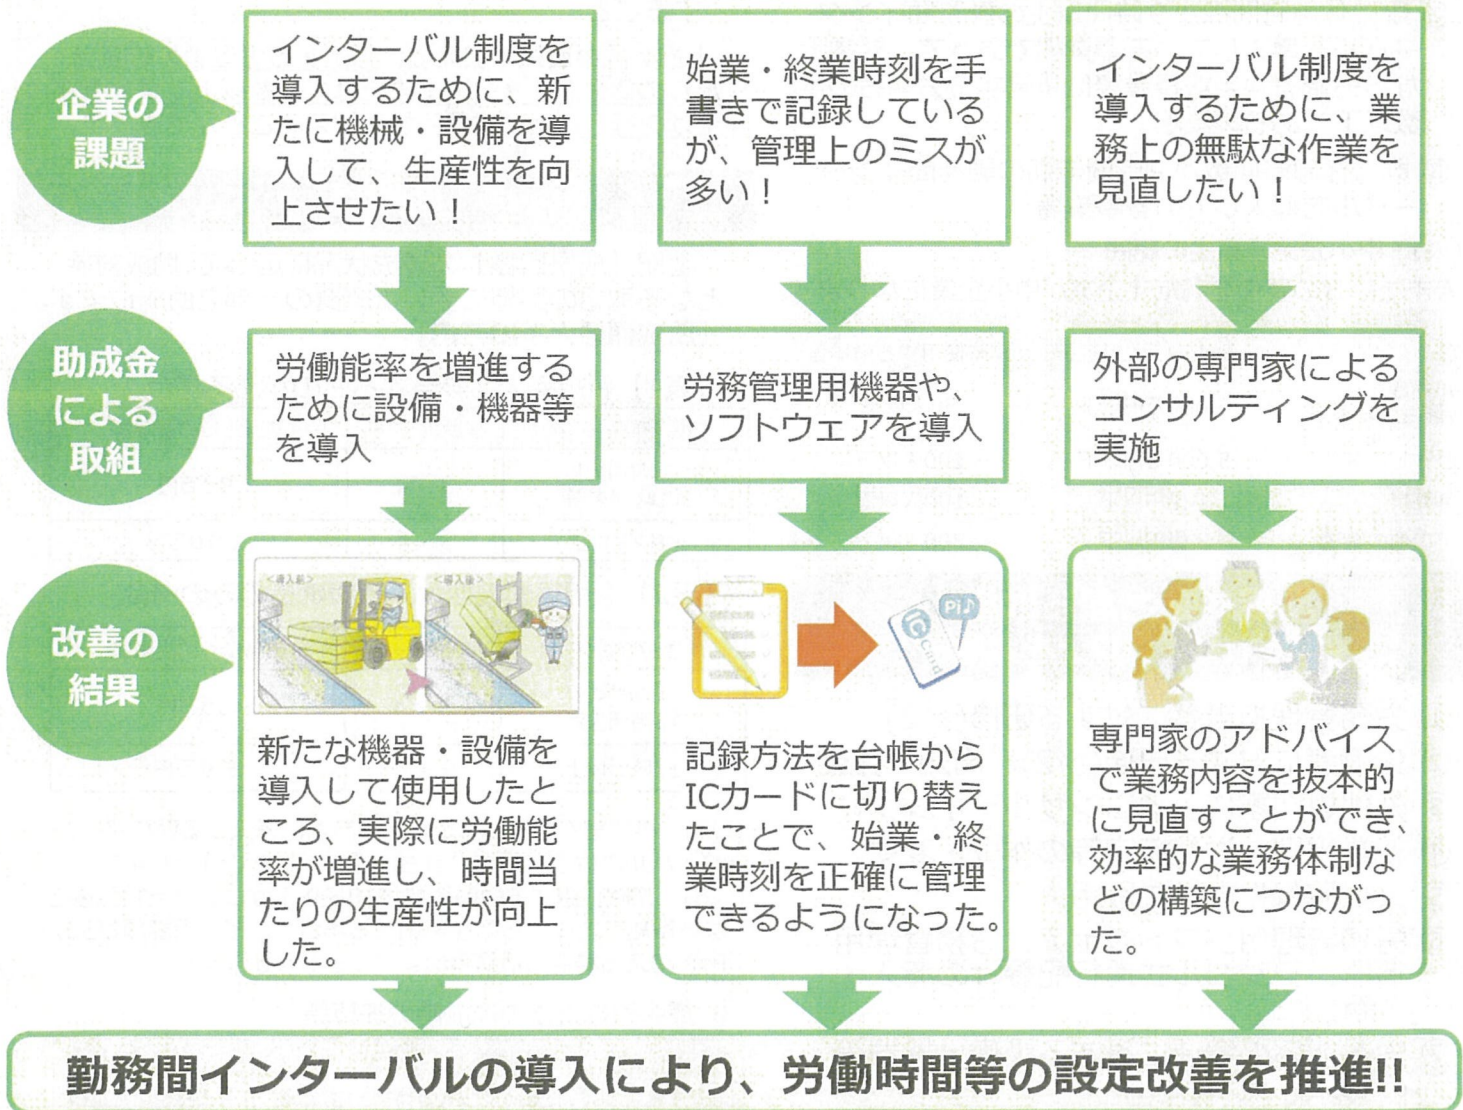 企業の
課題
インターバル制度を
導入するために、新
たに機械・設備を導
入して、生産性を向
上させたい！
始業・終業時刻を手
書きで記録している
が、管理上のミスが
多い！
インターバル制度を
導入するために、業
務上の無駄な作業を
見直したい！
助成金
による
取組
労働能率を増進する
ために設備・機器等
を導入
労務管理用機器や、
ソフトウェアを導入
外部の専門家による
コンサルティングを
実施
改善の
結果
＜導入前＞
＜導入後＞
新たな機器・設備を
導入して使用したと
ころ、実際に労働能
率が増進し、時間当
たりの生産性が向上
した。
Pi♪
Card
記録方法を台帳から
ICカードに切り替え
たことで、始業・終
業時刻を正確に管理
できるようになった。
専門家のアドバイス
で業務内容を抜本的
に見直すことができ、
効率的な業務体制な
どの構築につながっ
た。
勤務間インターバルの導入により、労働時間等の設定改善を推進!!